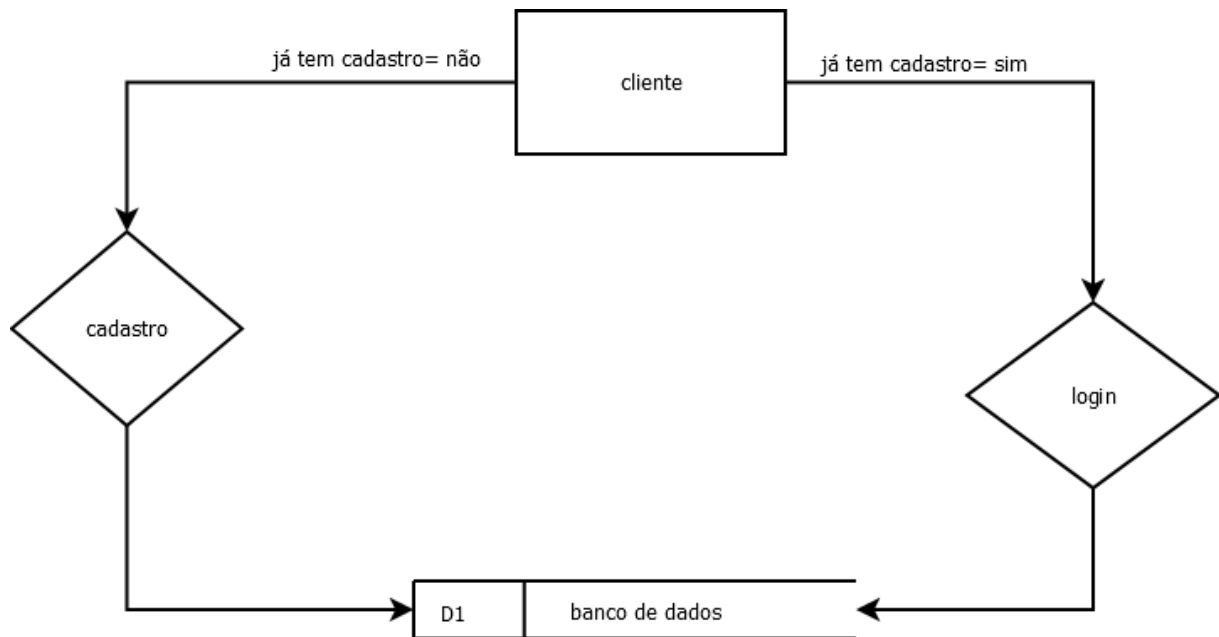 já tem cadastro= não
já tem cadastro= sim
cliente
cadastro
login
D1
banco de dados